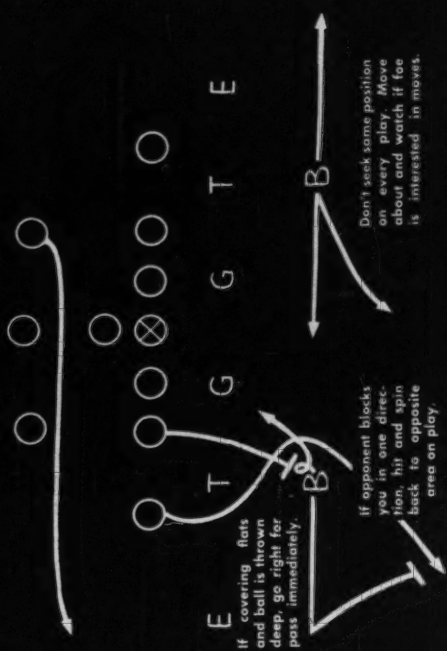 E T G G T E
If covering flats
and ball is thrown
deep, go right for
pass immediately.
B
B
If opponent blocks
you in one direc-
tion, hit and spin
back to opposite
area on play.
Don't seek same position
on every play. Move
about and watch if foe
is interested in moves.